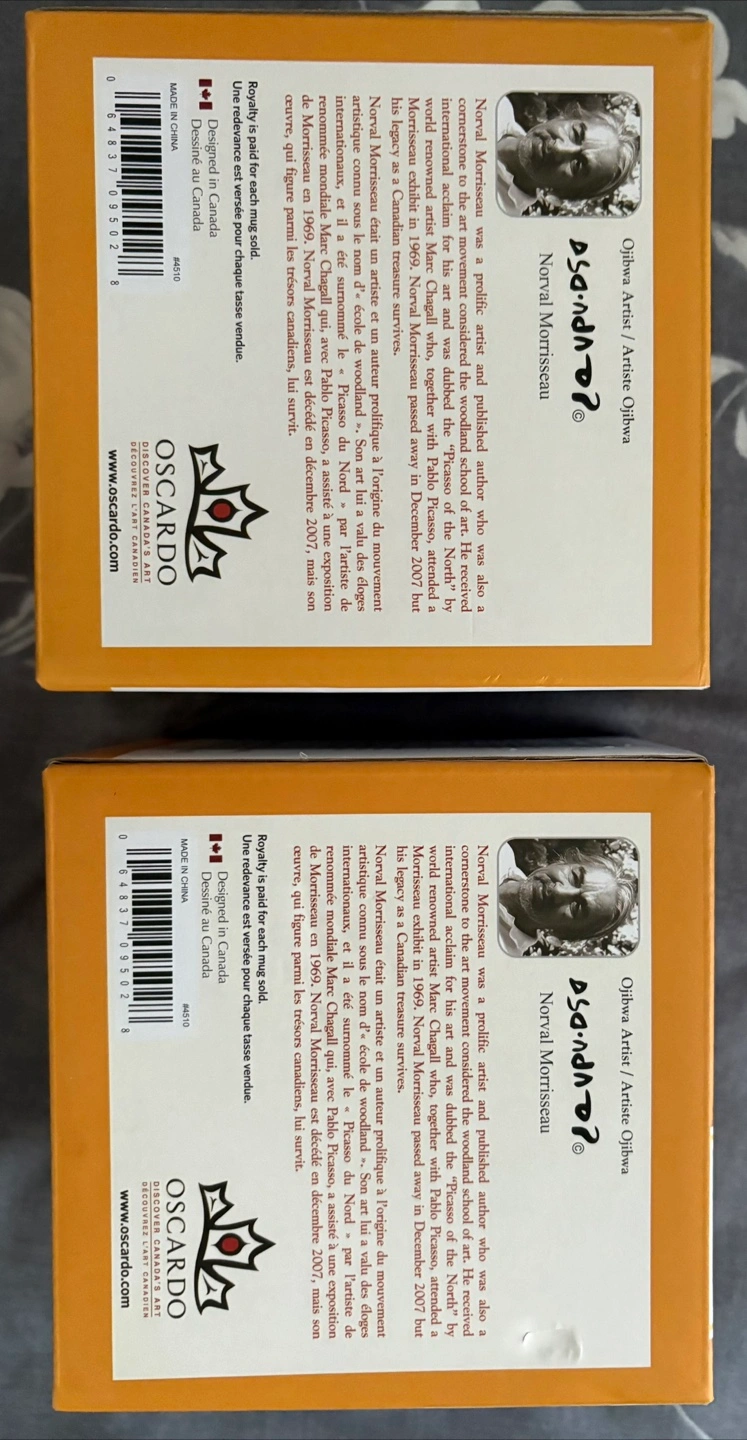 Ojibwa Artist / Artiste Ojibwa
©
Norval Morrisseau
Norval Morrisseau was a prolific artist and published author who was also a
cornerstone to the art movement considered the woodland school of art. He received
international acclaim for his art and was dubbed the “Picasso of the North” by
world renowned artist Marc Chagall who, together with Pablo Picasso, attended a
Morrisseau exhibit in 1969. Norval Morrisseau passed away in December 2007 but
his legacy as a Canadian treasure survives.
Norval Morrisseau était un artiste et un auteur prolifique à l'origine du mouvement
artistique connu sous le nom d'« école de woodland ». Son art lui a valu des éloges
internationaux, et il a été surnommé le « Picasso du Nord » par l'artiste de
renommée mondiale Marc Chagall qui, avec Pablo Picasso, a assisté à une exposition
de Morrisseau en 1969. Norval Morrisseau est décédé en décembre 2007, mais son
œuvre, qui figure parmi les trésors canadiens, lui survit.
Royalty is paid for each mug sold.
Une redevance est versée pour chaque tasse vendue.
Designed in Canada
Dessiné au Canada
MADE IN CHINA
#4510
0 64837 09502 8
OSCARDO
DISCOVER CANADA'S ART
DÉCOUVREZ L'ART CANADIEN
www.oscardo.com
Ojibwa Artist / Artiste Ojibwa
©
Norval Morrisseau
Norval Morrisseau was a prolific artist and published author who was also a
cornerstone to the art movement considered the woodland school of art. He received
international acclaim for his art and was dubbed the “Picasso of the North” by
world renowned artist Marc Chagall who, together with Pablo Picasso, attended a
Morrisseau exhibit in 1969. Norval Morrisseau passed away in December 2007 but
his legacy as a Canadian treasure survives.
Norval Morrisseau était un artiste et un auteur prolifique à l'origine du mouvement
artistique connu sous le nom d'« école de woodland ». Son art lui a valu des éloges
internationaux, et il a été surnommé le « Picasso du Nord » par l'artiste de
renommée mondiale Marc Chagall qui, avec Pablo Picasso, a assisté à une exposition
de Morrisseau en 1969. Norval Morrisseau est décédé en décembre 2007, mais son
œuvre, qui figure parmi les trésors canadiens, lui survit.
Royalty is paid for each mug sold.
Une redevance est versée pour chaque tasse vendue.
Designed in Canada
Dessiné au Canada
MADE IN CHINA
#4510
0 64837 09502 8
OSCARDO
DISCOVER CANADA'S ART
DÉCOUVREZ L'ART CANADIEN
www.oscardo.com